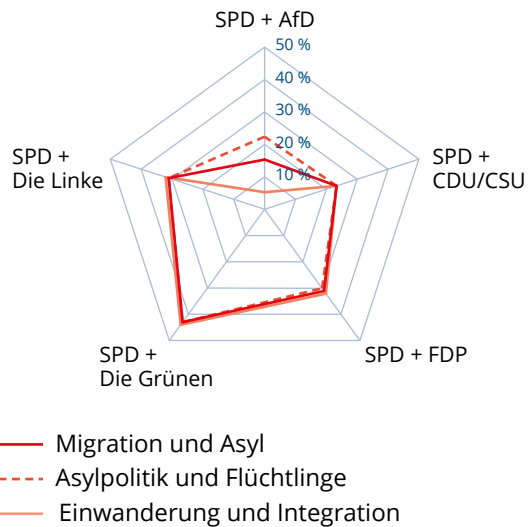 SPD + AfD
50 %
40 %
30 %
20 %
10 %
SPD +
Die Linke
SPD +
CDU/CSU
SPD +
Die Grünen
SPD + FDP
Migration und Asyl
Asylpolitik und Flüchtlinge
Einwanderung und Integration